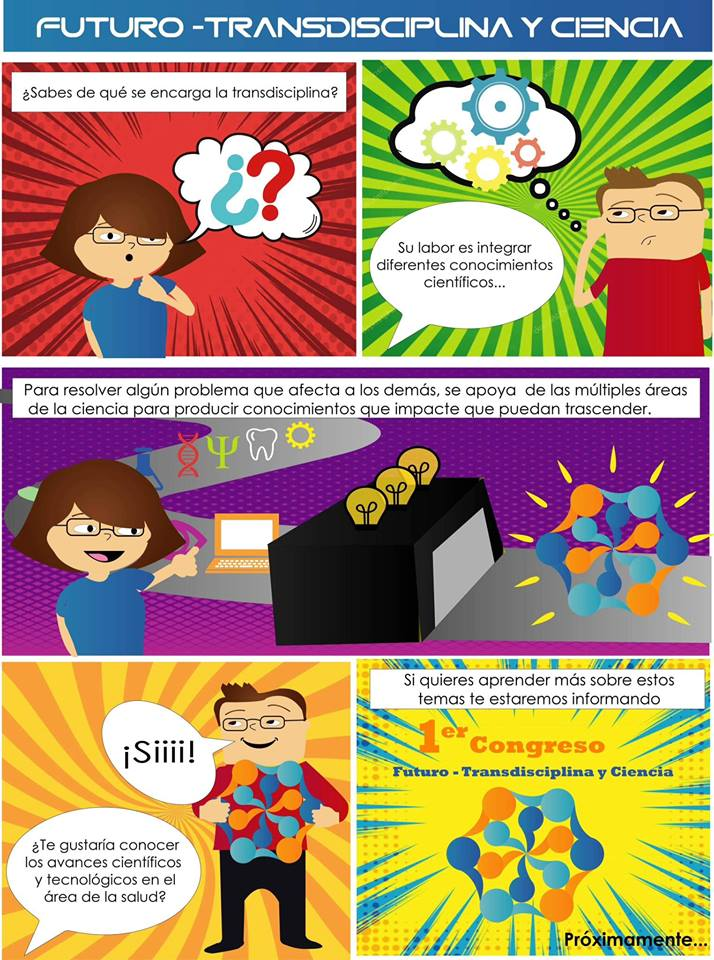 FUTURO -TRANSDISCIPLINA Y CIENCIA
¿Sabes de qué se encarga la transdisciplina?
¿?
Su labor es integrar
diferentes conocimientos
científicos...
Para resolver algún problema que afecta a los demás, se apoya de las múltiples áreas
de la ciencia para producir conocimientos que impacte que puedan trascender.
Ψ
¡Siiii!
¿Te gustaría conocer
los avances científicos
y tecnológicos en el
área de la salud?
Si quieres aprender más sobre estos
temas te estaremos informando
1er Congreso
Futuro - Transdisciplina y Ciencia
Próximamente...